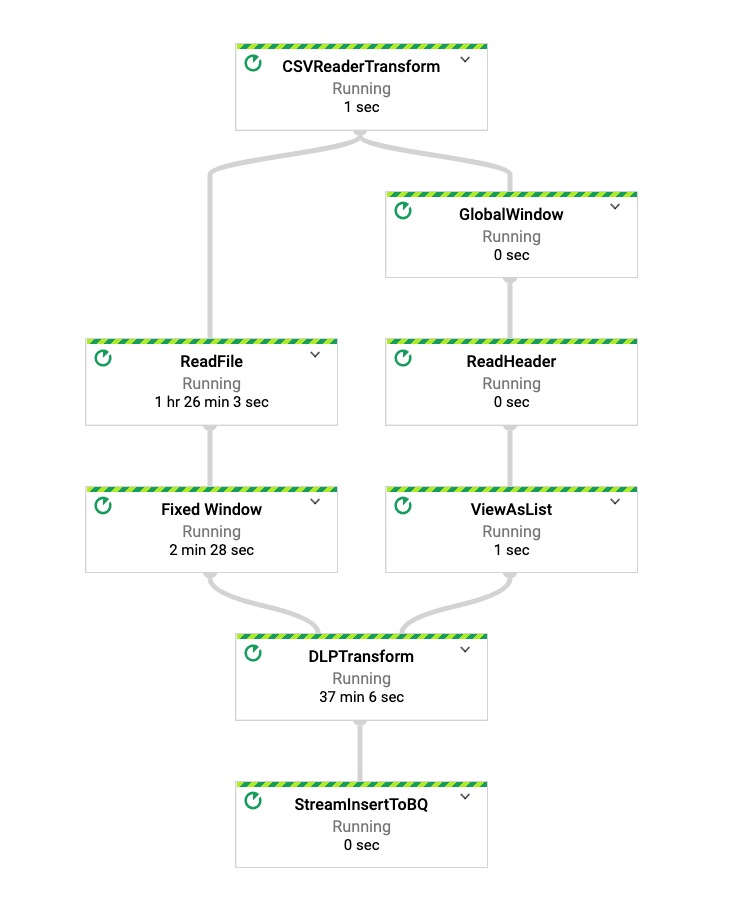 CSVReaderTransform
Running
1 sec
GlobalWindow
Running
0 sec
ReadFile
Running
1 hr 26 min 3 sec
ReadHeader
Running
0 sec
Fixed Window
Running
2 min 28 sec
ViewAsList
Running
1 sec
DLPTransform
Running
37 min 6 sec
StreamInsertToBQ
Running
0 sec